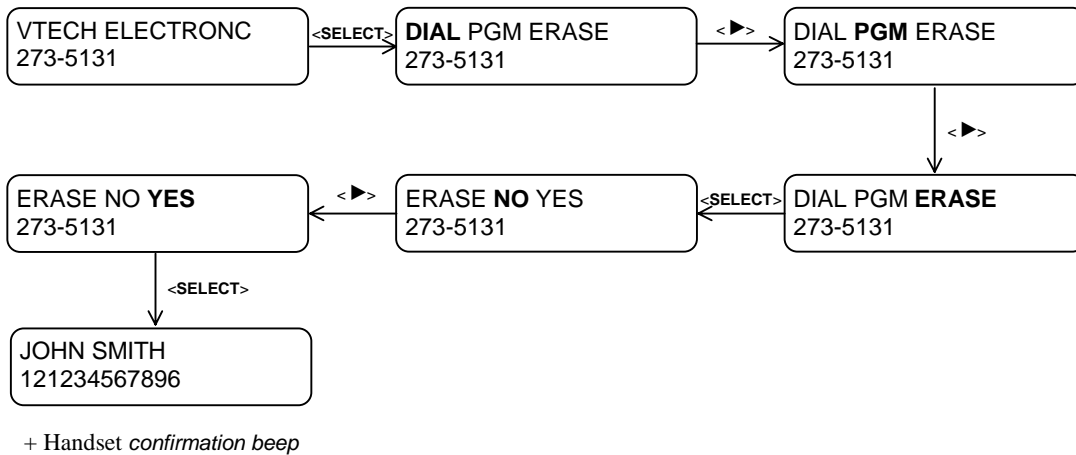 VTECH ELECTRONC
273-5131
<SELECT>
DIAL PGM ERASE
273-5131
<►>
DIAL PGM ERASE
273-5131
<►>
DIAL PGM ERASE
273-5131
<SELECT>
ERASE NO YES
273-5131
<►>
ERASE NO YES
273-5131
<SELECT>
JOHN SMITH
121234567896
+ Handset confirmation beep